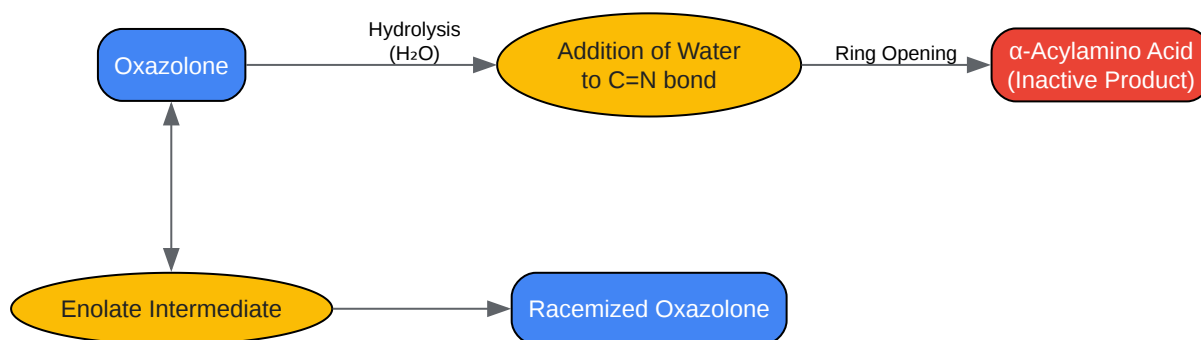 Oxazolone
Hydrolysis
(H₂O)
Addition of Water
to C=N bond
Ring Opening
α-Acylamino Acid
(Inactive Product)
Enolate Intermediate
Racemized Oxazolone